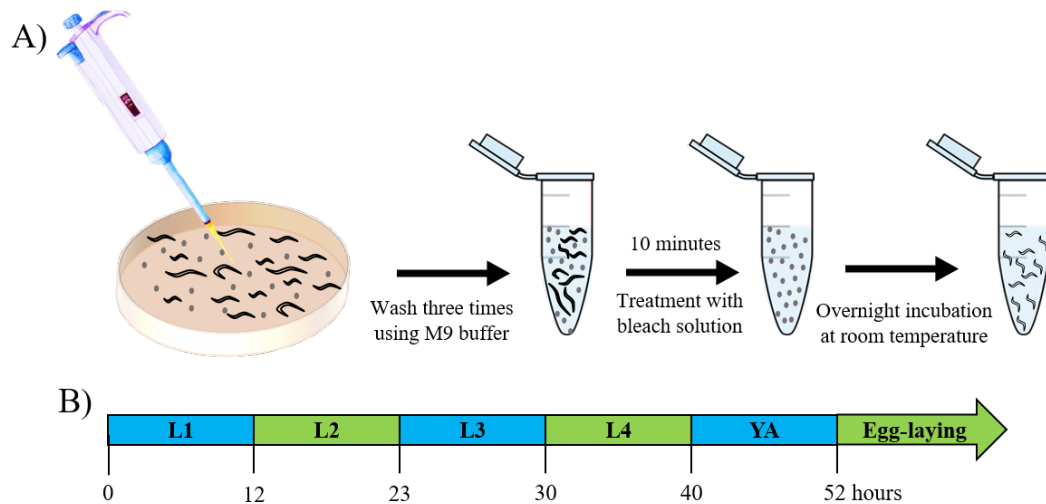 A)
10 minutes
Wash three times
using M9 buffer
Treatment with
bleach solution
Overnight incubation
at room temperature
B)
L1 L2 L3 L4 YA Egg-laying
0 12 23 30 40 52 hours